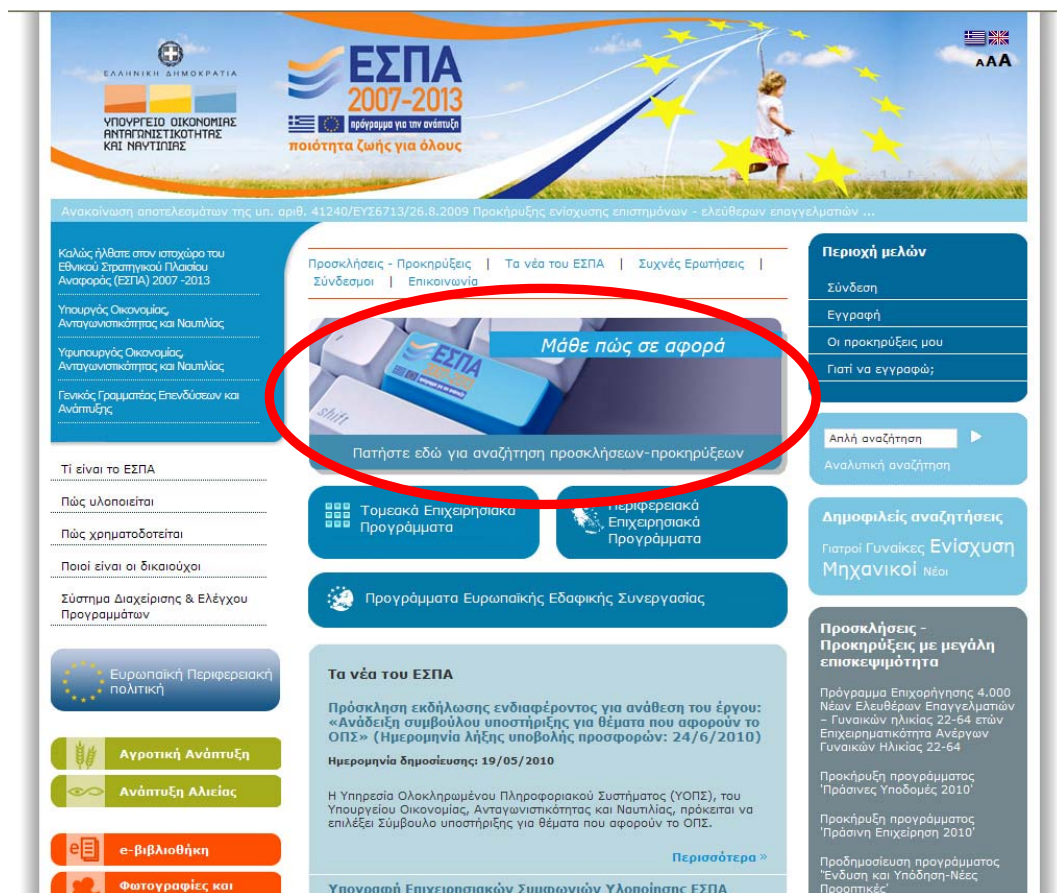 ΕΛΛΗΝΙΚΗ ΔΗΜΟΚΡΑΤΙΑ
ΥΠΟΥΡΓΕΙΟ ΟΙΚΟΝΟΜΙΑΣ
ΑΝΤΑΓΩΝΙΣΤΙΚΟΤΗΤΑΣ
ΚΑΙ ΝΑΥΤΙΛΙΑΣ
ΕΣΠΑ
2007-2013
πρόγραμμα για την ανάπτυξη
ποιότητα ζωής για όλους
AAA
Ανακοίνωση αποτελεσμάτων της υπ. αριθ. 41240/ΕΥΣ6713/26.8.2009 Προκήρυξης ενίσχυσης επιστημόνων - ελεύθερων επαγγελματιών ...
Καλώς ήλθατε στον ιστοχώρο του
Εθνικού Στρατηγικού Πλαισίου
Αναφοράς (ΕΣΠΑ) 2007 -2013
Υπουργός Οικονομίας,
Ανταγωνιστικότητας και Ναυτιλίας
Υφυπουργός Οικονομίας,
Ανταγωνιστικότητας και Ναυτιλίας
Γενικός Γραμματέας Επενδύσεων και
Ανάπτυξης
Τί είναι το ΕΣΠΑ
Πώς υλοποιείται
Πώς χρηματοδοτείται
Ποιοί είναι οι δικαιούχοι
Σύστημα Διαχείρισης & Ελέγχου
Προγραμμάτων
Ευρωπαϊκή Περιφερειακή
πολιτική
Αγροτική Ανάπτυξη
Ανάπτυξη Αλιείας
e-βιβλιοθήκη
Φωτογραφίες και
Προσκλήσεις - Προκηρύξεις | Τα νέα του ΕΣΠΑ | Συχνές Ερωτήσεις |
Σύνδεσμοι | Επικοινωνία
Μάθε πώς σε αφορά
ΕΣΠΑ
2007-2013
shift
Πατήστε εδώ για αναζήτηση προσκλήσεων-προκηρύξεων
Τομεακά Επιχειρησιακά
Προγράμματα
Περιφερειακά
Επιχειρησιακά
Προγράμματα
Προγράμματα Ευρωπαϊκής Εδαφικής Συνεργασίας
Τα νέα του ΕΣΠΑ
Πρόσκληση εκδήλωσης ενδιαφέροντος για ανάθεση του έργου:
«Ανάδειξη συμβούλου υποστήριξης για θέματα που αφορούν το
ΟΠΣ» (Ημερομηνία λήξης υποβολής προσφορών: 24/6/2010)
Ημερομηνία δημοσίευσης: 19/05/2010
Η Υπηρεσία Ολοκληρωμένου Πληροφοριακού Συστήματος (ΥΟΠΣ), του
Υπουργείου Οικονομίας, Ανταγωνιστικότητας και Ναυτιλίας, πρόκειται να
επιλέξει Σύμβουλο υποστήριξης για θέματα που αφορούν το ΟΠΣ.
Περισσότερα »
Υπογραφή Επιχειρησιακών Συμφωνιών Υλοποίησης ΕΣΠΑ
Περιοχή μελών
Σύνδεση
Εγγραφή
Οι προκηρύξεις μου
Γιατί να εγγραφώ;
Απλή αναζήτηση
Αναλυτική αναζήτηση
Δημοφιλείς αναζητήσεις
Γιατροί Γυναίκες Ενίσχυση
Μηχανικοί Νέοι
Προσκλήσεις -
Προκηρύξεις με μεγάλη
επισκεψιμότητα
Πρόγραμμα Επιχορήγησης 4.000
Νέων Ελευθέρων Επαγγελματιών
– Γυναικών ηλικίας 22-64 ετών
Επιχειρηματικότητα Ανέργων
Γυναικών Ηλικίας 22-64
Προκήρυξη προγράμματος
'Πράσινες Υποδομές 2010'
Προκήρυξη προγράμματος
'Πράσινη Επιχείρηση 2010'
Προδημοσίευση προγράμματος
'Ένδυση και Υπόδηση-Νέες
Προοπτικές'